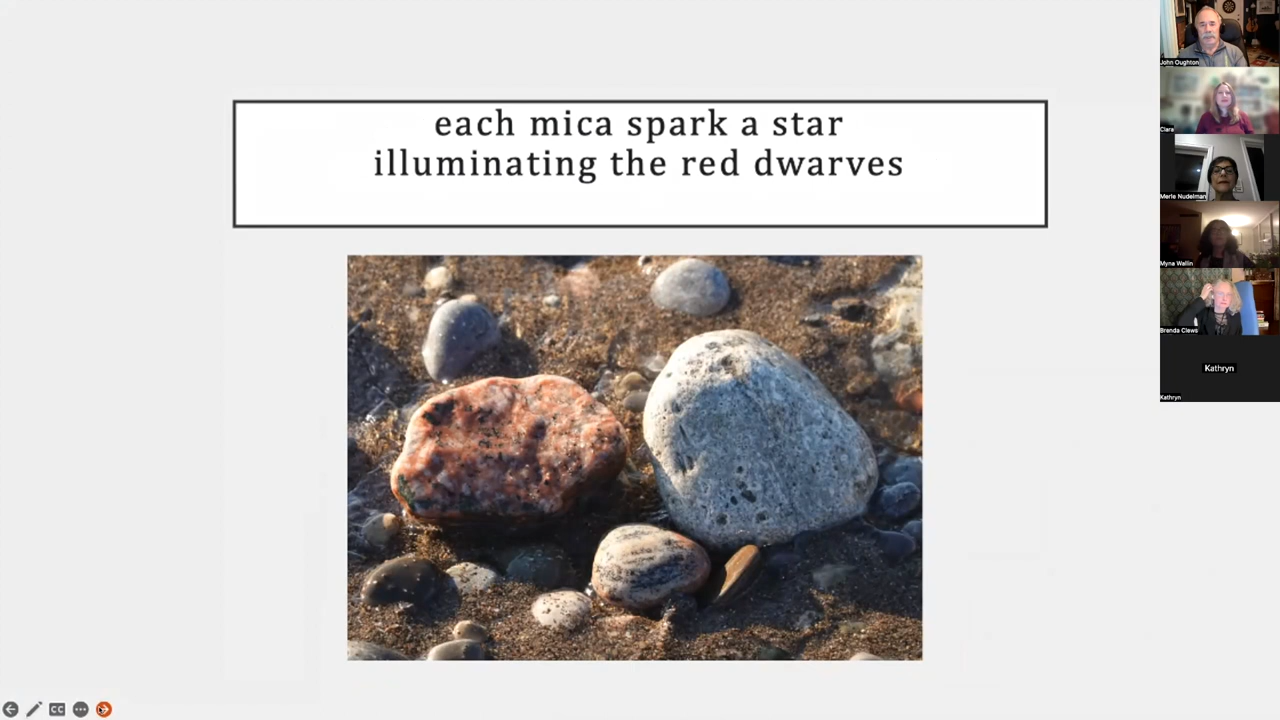 each mica spark a star
illuminating the red dwarves
John Oughton
Clara
Merle Nudelman
Myna Wallin
Brenda Clews
Kathryn
Kathryn
CC